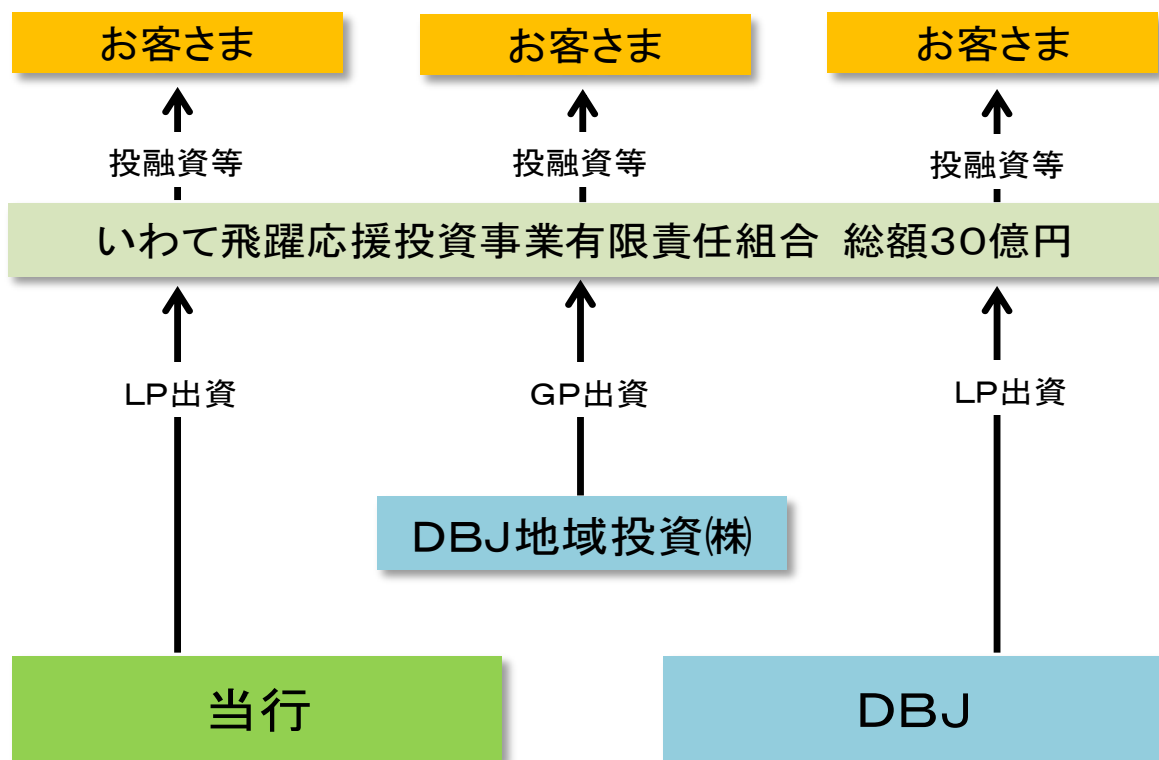 お客さま
お客さま
お客さま
投融資等
投融資等
投融資等
いわて飛躍応援投資事業有限責任組合 総額30億円
LP出資
GP出資
LP出資
DBJ地域投資㈱
当行
DBJ